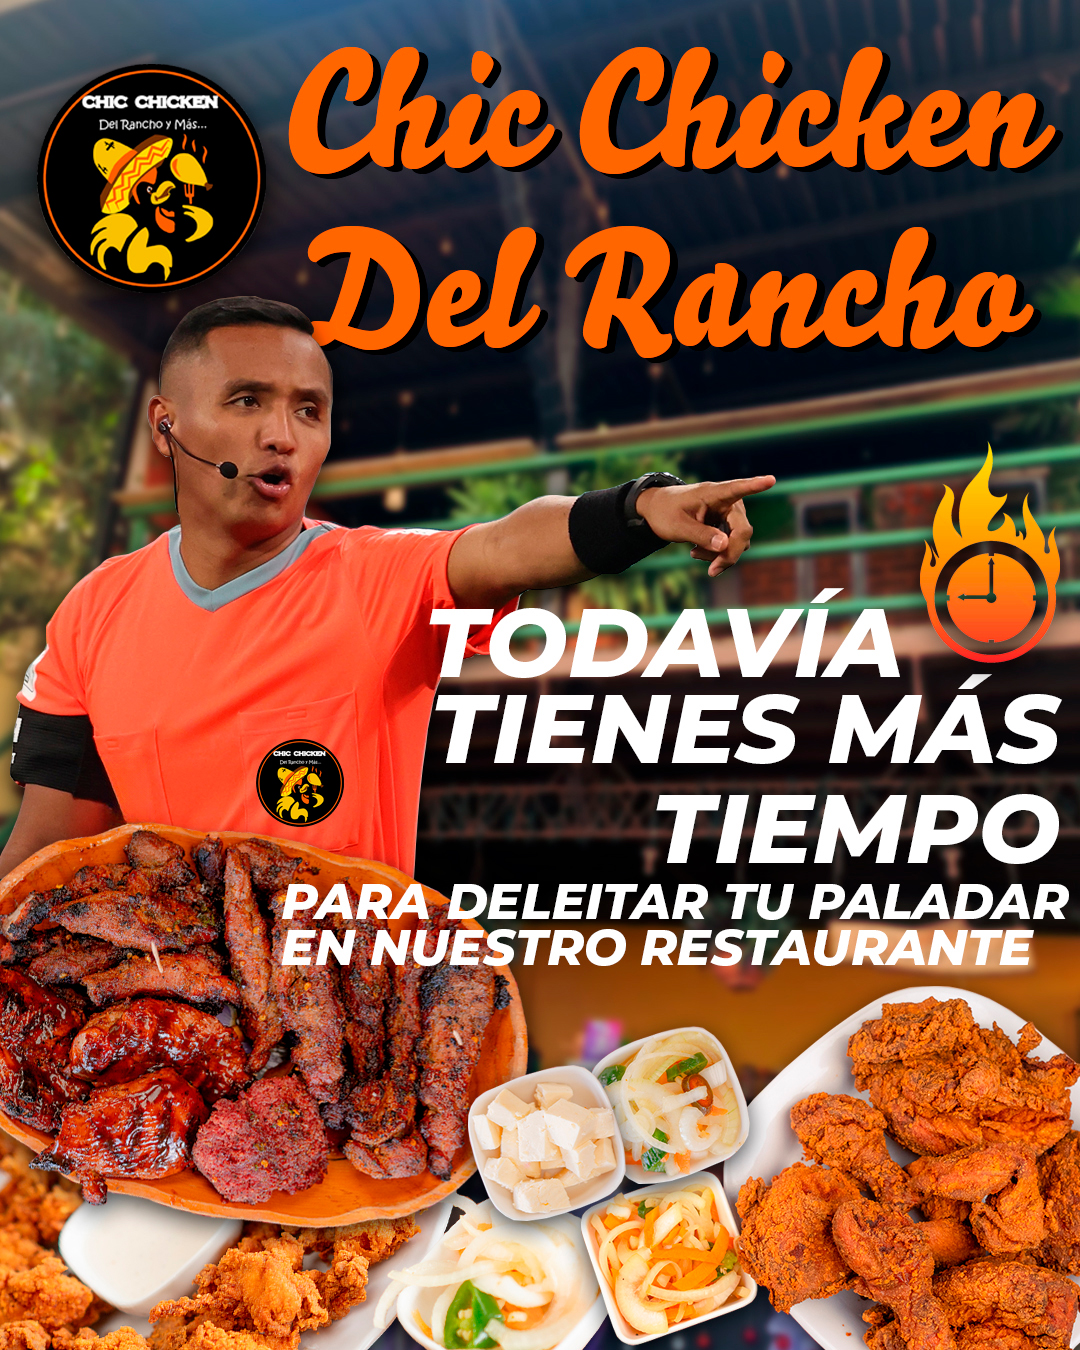 CHIC CHICKEN
Del Rancho y Más...
Chic Chicken
Del Rancho
TODAVÍA
TIENES MÁS
TIEMPO
PARA DELEITAR TU PALADAR
EN NUESTRO RESTAURANTE
CHIC CHICKEN
Del Rancho y Más...